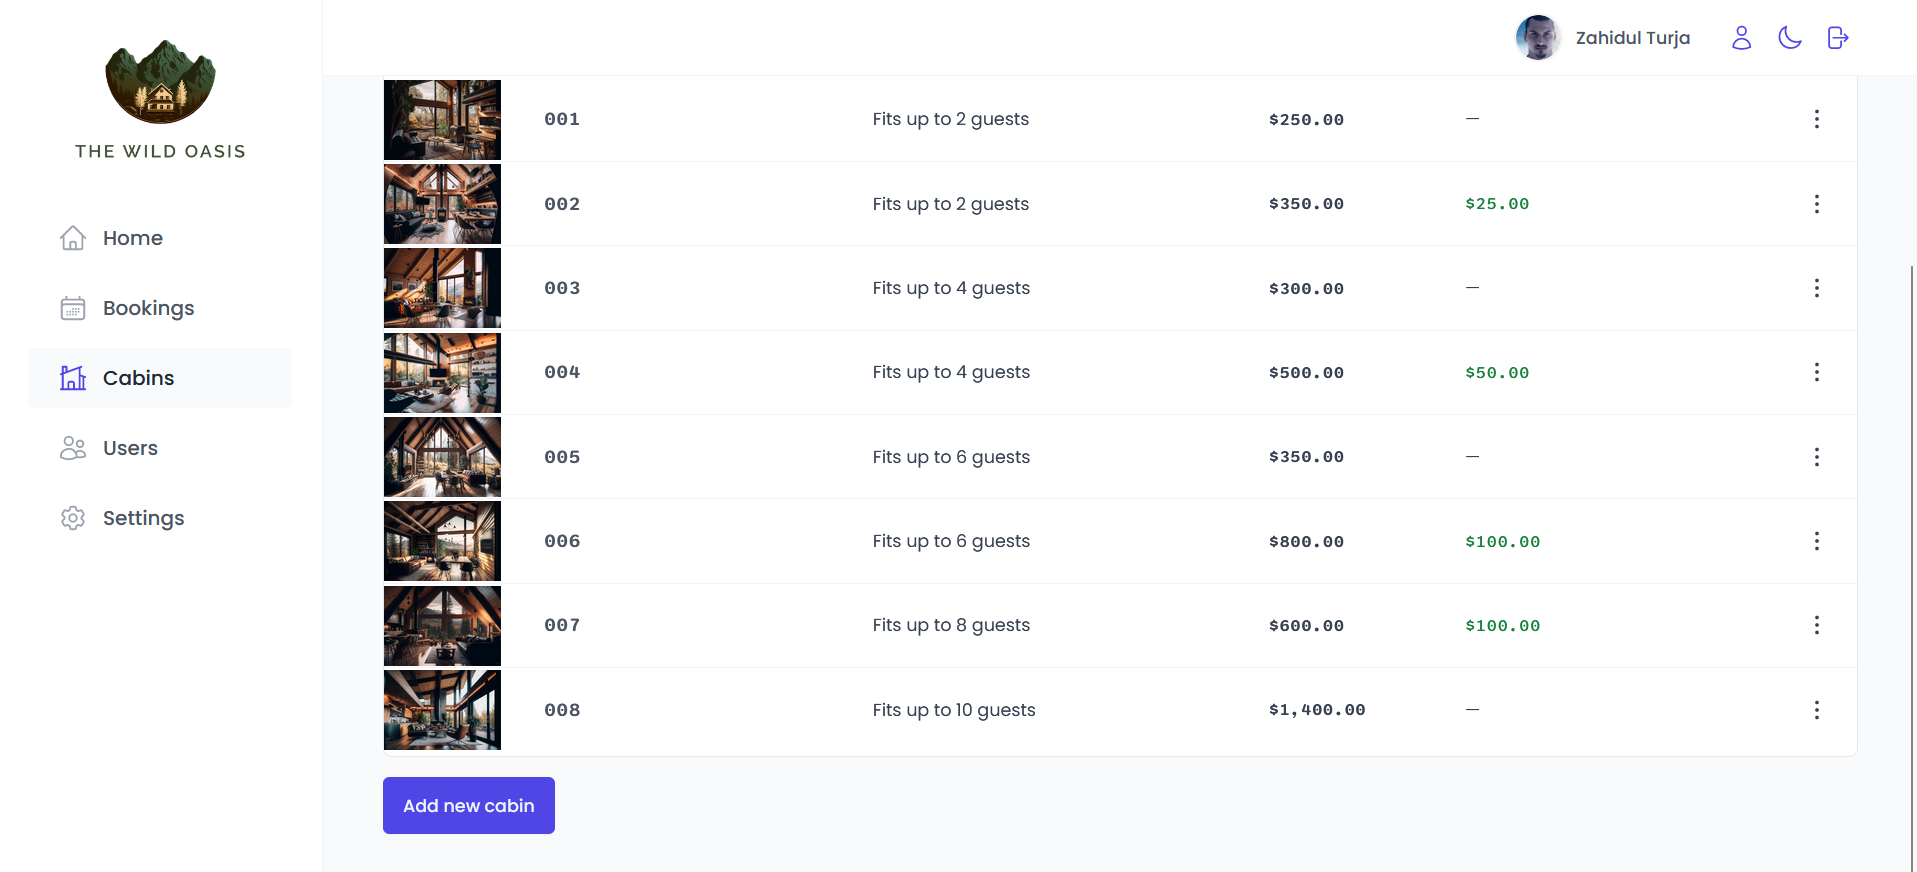 THE WILD OASIS
Home
Bookings
Cabins
Users
Settings
Zahidul Turja
001 Fits up to 2 guests $250.00 —
002 Fits up to 2 guests $350.00 $25.00
003 Fits up to 4 guests $300.00 —
004 Fits up to 4 guests $500.00 $50.00
005 Fits up to 6 guests $350.00 —
006 Fits up to 6 guests $800.00 $100.00
007 Fits up to 8 guests $600.00 $100.00
008 Fits up to 10 guests $1,400.00 —
Add new cabin